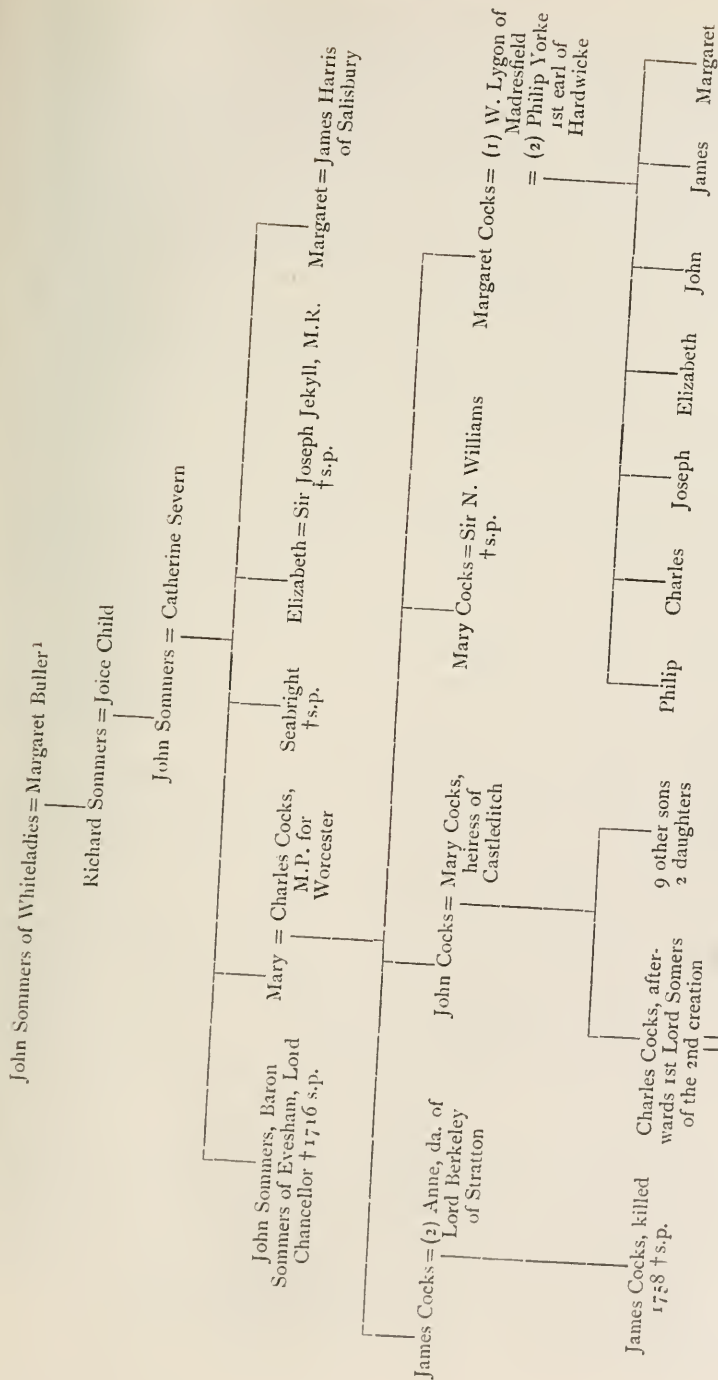 John Sommers of Whiteladies = Margaret Buller¹
Richard Sommers = Joice Child
John Sommers = Catherine Severn
John Sommers, Baron
Sommers of Evesham, Lord
Chancellor † 1716 s.p.
Mary = Charles Cocks,
M.P. for
Worcester
Seabright
† s.p.
Elizabeth = Sir Joseph Jekyll, M.R.
† s.p.
Margaret = James Harris
of Salisbury
James Cocks = (2) Anne, da. of
Lord Berkeley
of Stratton
John Cocks = Mary Cocks,
heiress of
Castleditch
Mary Cocks = Sir N. Williams
† s.p.
Margaret Cocks = (1) W. Lygon of
Madresfield
= (2) Philip Yorke
1st earl of
Hardwicke
James Cocks, killed
1758 † s.p.
Charles Cocks, after-
wards 1st Lord Somers
of the 2nd creation
9 other sons
2 daughters
Philip
Charles
Joseph
Elizabeth
John
James
Margaret